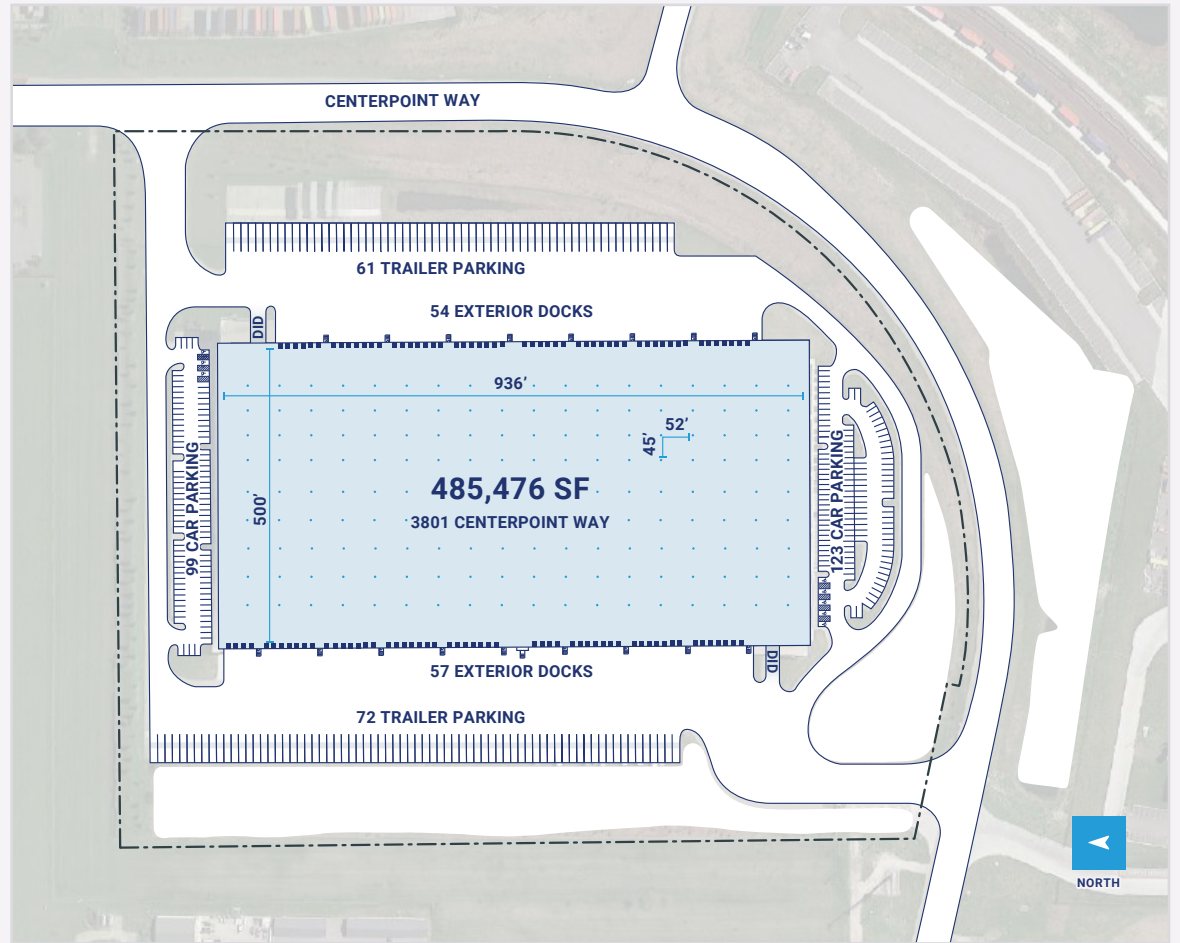 CENTERPOINT WAY
61 TRAILER PARKING
54 EXTERIOR DOCKS
DID
936’
52’
45’
485,476 SF
3801 CENTERPOINT WAY
500’
99 CAR PARKING
123 CAR PARKING
57 EXTERIOR DOCKS
DID
72 TRAILER PARKING
NORTH